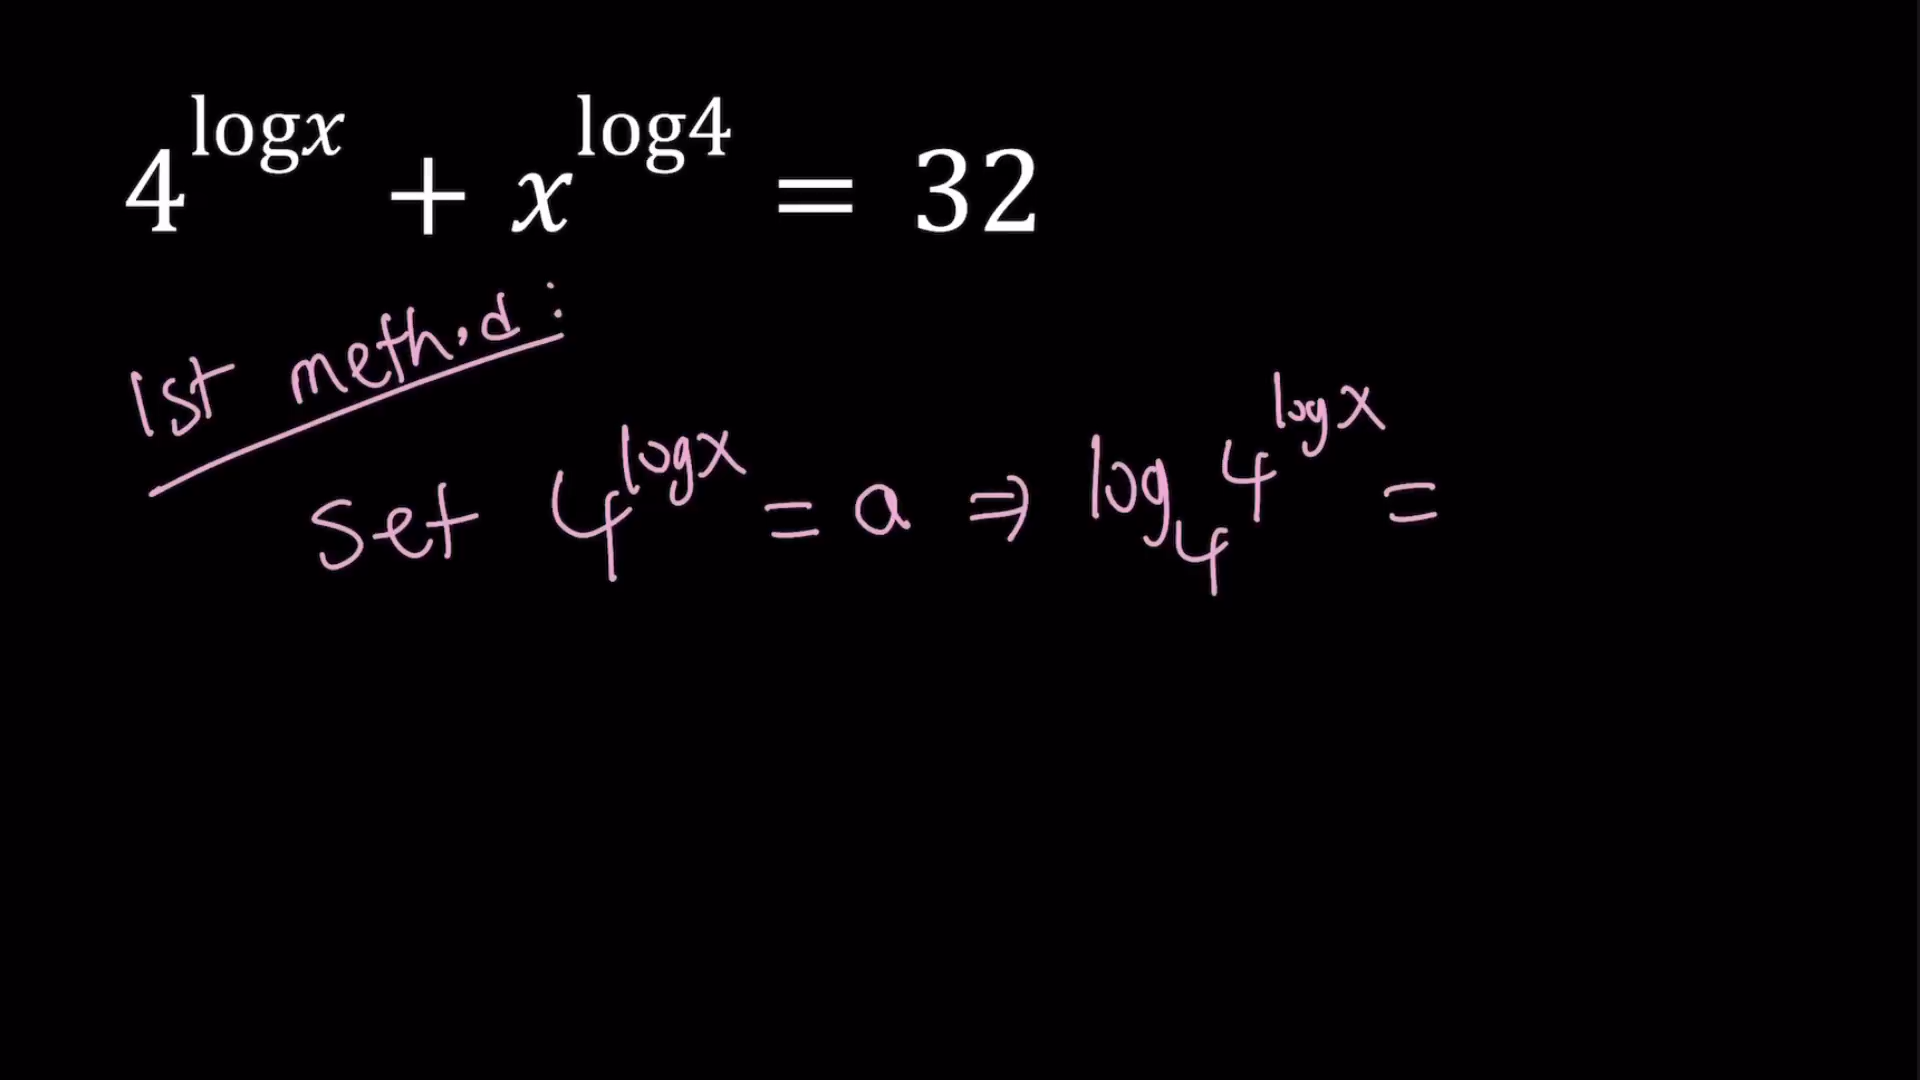 4^logx + x^log4 = 32
1st method:
Set 4^logx = a ⇒ log_4 4^logx =